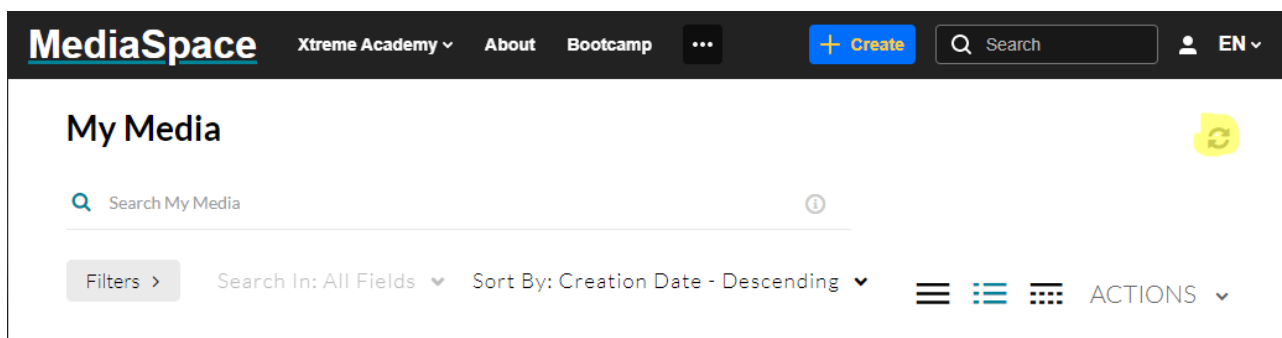 MediaSpace Xtreme Academy About Bootcamp ••• + Create Search EN
My Media
Search My Media
Filters > Search In: All Fields Sort By: Creation Date - Descending ACTIONS